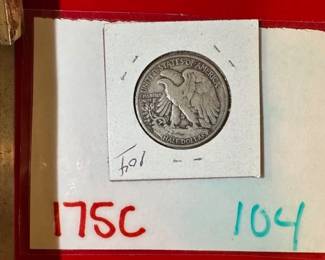 UNITED STATES OF AMERICA
HALF DOLLAR
104
175C 104